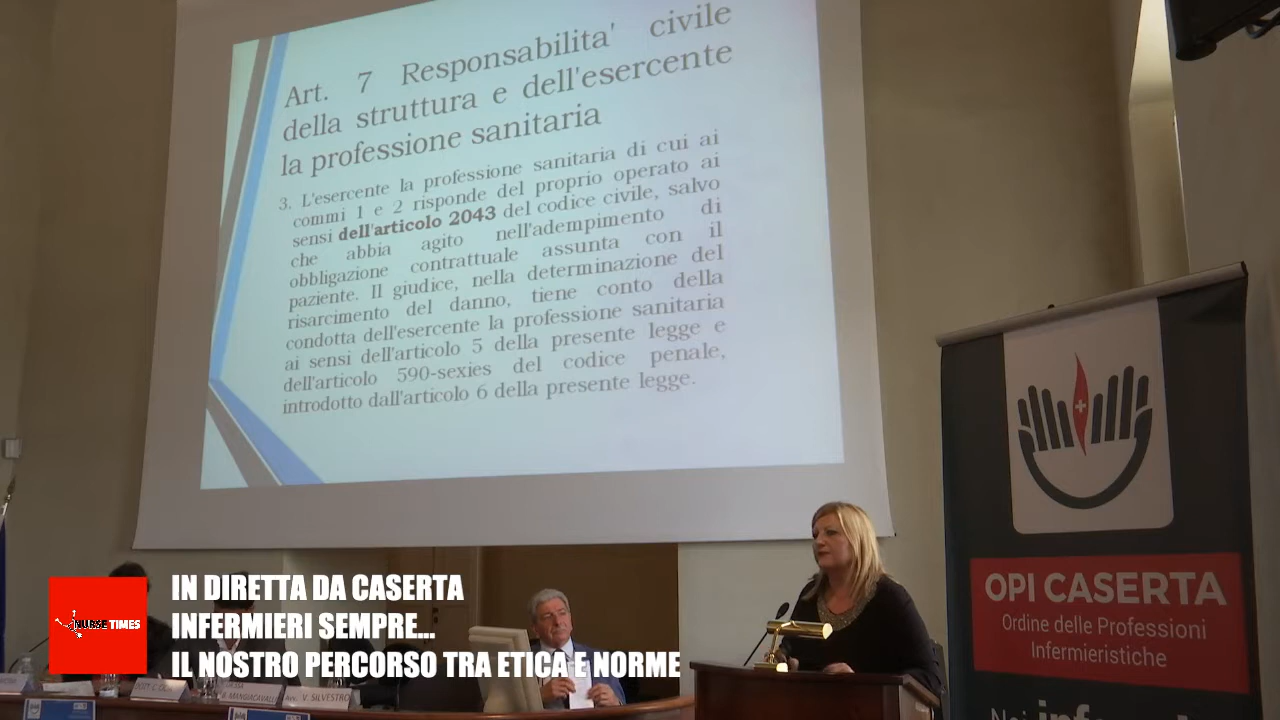 Art. 7 Responsabilita' civile
della struttura e dell'esercente
la professione sanitaria
3. L'esercente la professione sanitaria di cui ai
commi 1 e 2 risponde del proprio operato ai
sensi dell'articolo 2043 del codice civile, salvo
che abbia agito nell'adempimento di
obbligazione contrattuale assunta con il
paziente. Il giudice, nella determinazione del
risarcimento del danno, tiene conto della
condotta dell'esercente la professione sanitaria
ai sensi dell'articolo 5 della presente legge e
dell'articolo 590-sexies del codice penale,
introdotto dall'articolo 6 della presente legge.
OPI CASERTA
Ordine delle Professioni
Infermieristiche
Noi
NURSE TIMES
IN DIRETTA DA CASERTA
INFERMIERI SEMPRE...
IL NOSTRO PERCORSO TRA ETICA E NORME
MANGIACAVALLI
V. SILVESTRO